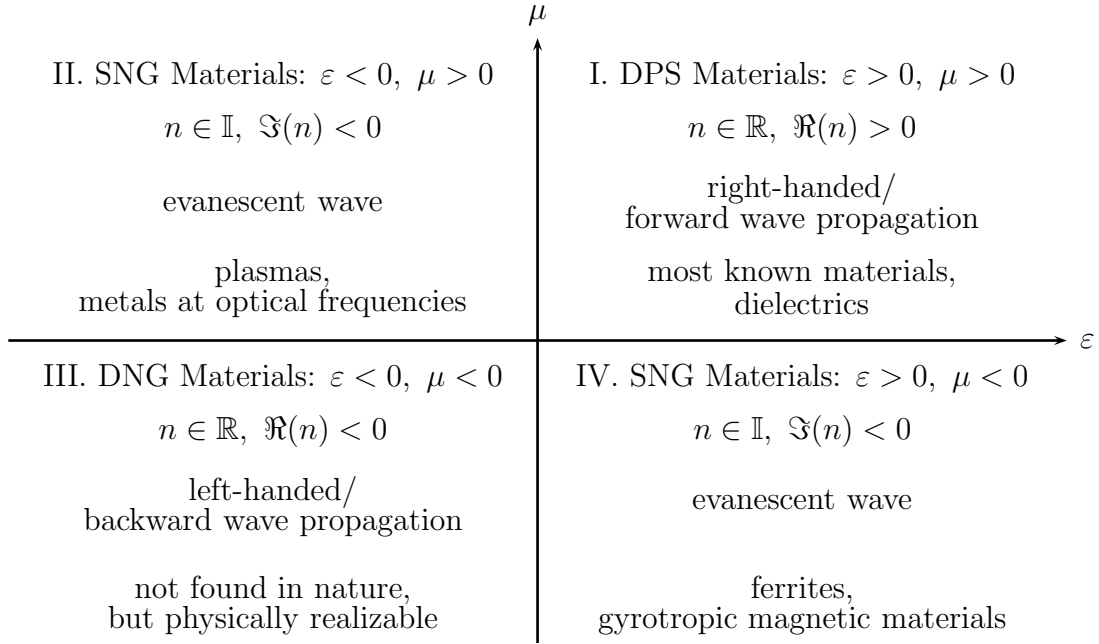 μ
II. SNG Materials: ε < 0, μ > 0
n ∈ 𝕀, ℑ(n) < 0
evanescent wave
plasmas,
metals at optical frequencies
I. DPS Materials: ε > 0, μ > 0
n ∈ ℝ, ℜ(n) > 0
right-handed/
forward wave propagation
most known materials,
dielectrics
ε
III. DNG Materials: ε < 0, μ < 0
n ∈ ℝ, ℜ(n) < 0
left-handed/
backward wave propagation
not found in nature,
but physically realizable
IV. SNG Materials: ε > 0, μ < 0
n ∈ 𝕀, ℑ(n) < 0
evanescent wave
ferrites,
gyrotropic magnetic materials